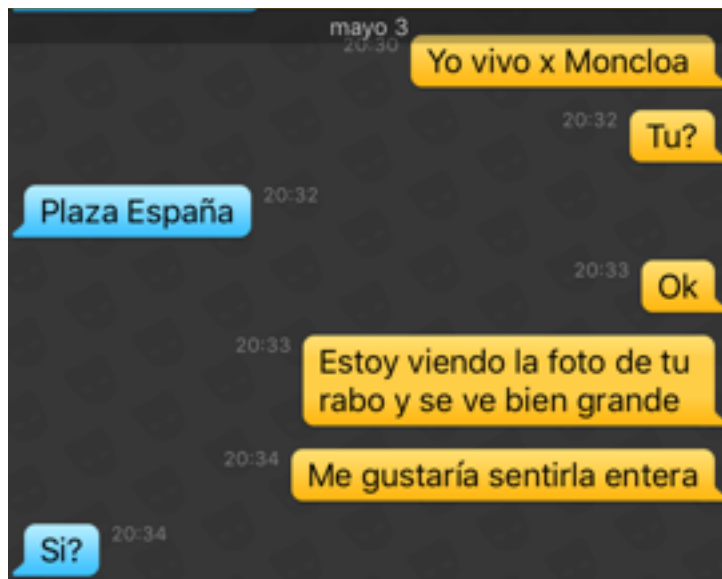 mayo 3
20:30
Yo vivo x Moncloa
20:32
Tu?
Plaza España
20:32
20:33
Ok
20:33
Estoy viendo la foto de tu
rabo y se ve bien grande
20:34
Me gustaría sentirla entera
Si?
20:34